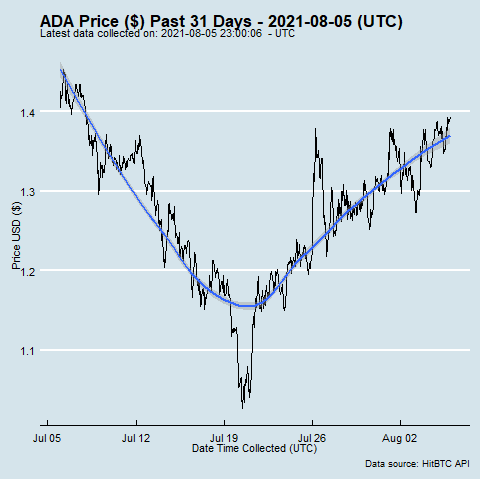 ADA Price ($) Past 31 Days - 2021-08-05 (UTC)
Latest data collected on: 2021-08-05 23:00:06  - UTC
1.4
1.3
1.2
1.1
Price USD ($)
Jul 05 Jul 12 Jul 19 Jul 26 Aug 02
Date Time Collected (UTC)
Data source: HitBTC API